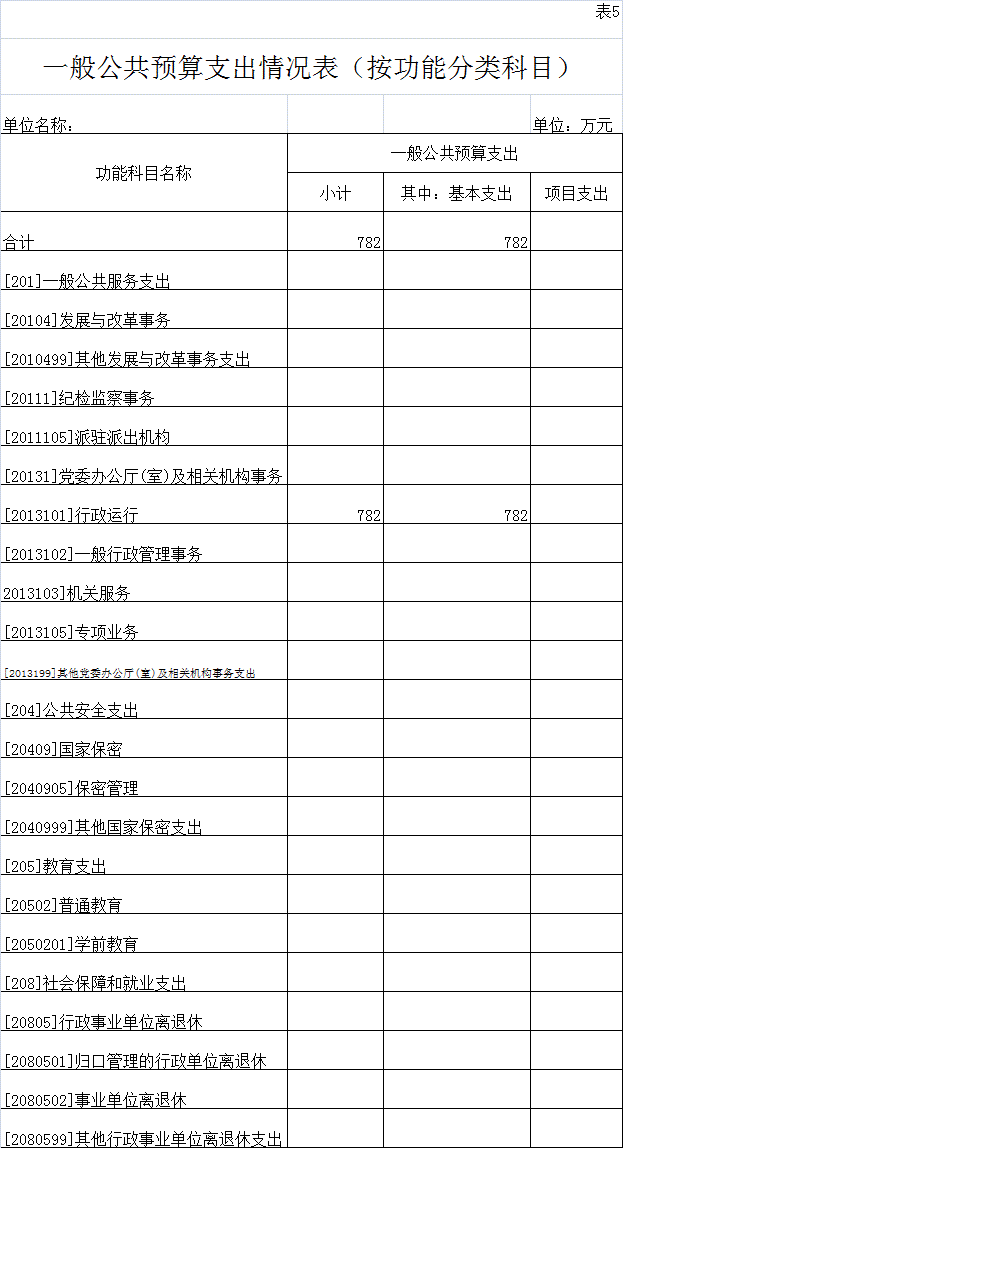 表5
一般公共预算支出情况表（按功能分类科目）
单位名称： 单位：万元
功能科目名称 一般公共预算支出
小计 其中：基本支出 项目支出
合计 782 782
[201]一般公共服务支出
[20104]发展与改革事务
[2010499]其他发展与改革事务支出
[20111]纪检监察事务
[2011105]派驻派出机构
[20131]党委办公厅(室)及相关机构事务
[2013101]行政运行 782 782
[2013102]一般行政管理事务
2013103]机关服务
[2013105]专项业务
[2013199]其他党委办公厅(室)及相关机构事务支出
[204]公共安全支出
[20409]国家保密
[2040905]保密管理
[2040999]其他国家保密支出
[205]教育支出
[20502]普通教育
[2050201]学前教育
[208]社会保障和就业支出
[20805]行政事业单位离退休
[2080501]归口管理的行政单位离退休
[2080502]事业单位离退休
[2080599]其他行政事业单位离退休支出